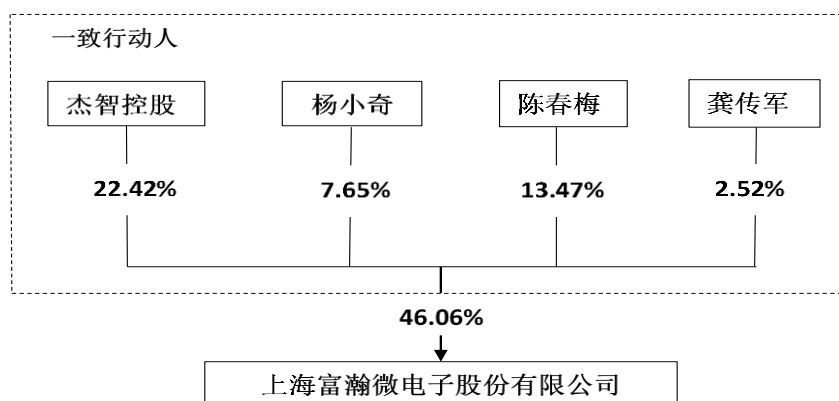 一致行动人
杰智控股
杨小奇
陈春梅
龚传军
22.42%
7.65%
13.47%
2.52%
46.06%
上海富瀚微电子股份有限公司